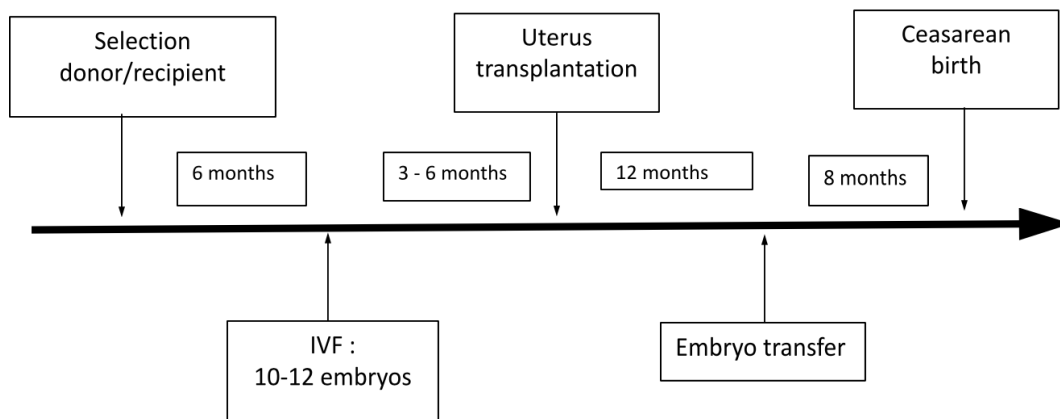 Selection
donor/recipient
Uterus
transplantation
Ceasarean
birth
6 months
3 - 6 months
12 months
8 months
IVF :
10-12 embryos
Embryo transfer